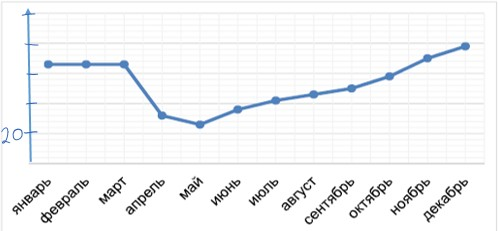 20
январь
февраль
март
апрель
май
июнь
июль
август
сентябрь
октябрь
ноябрь
декабрь